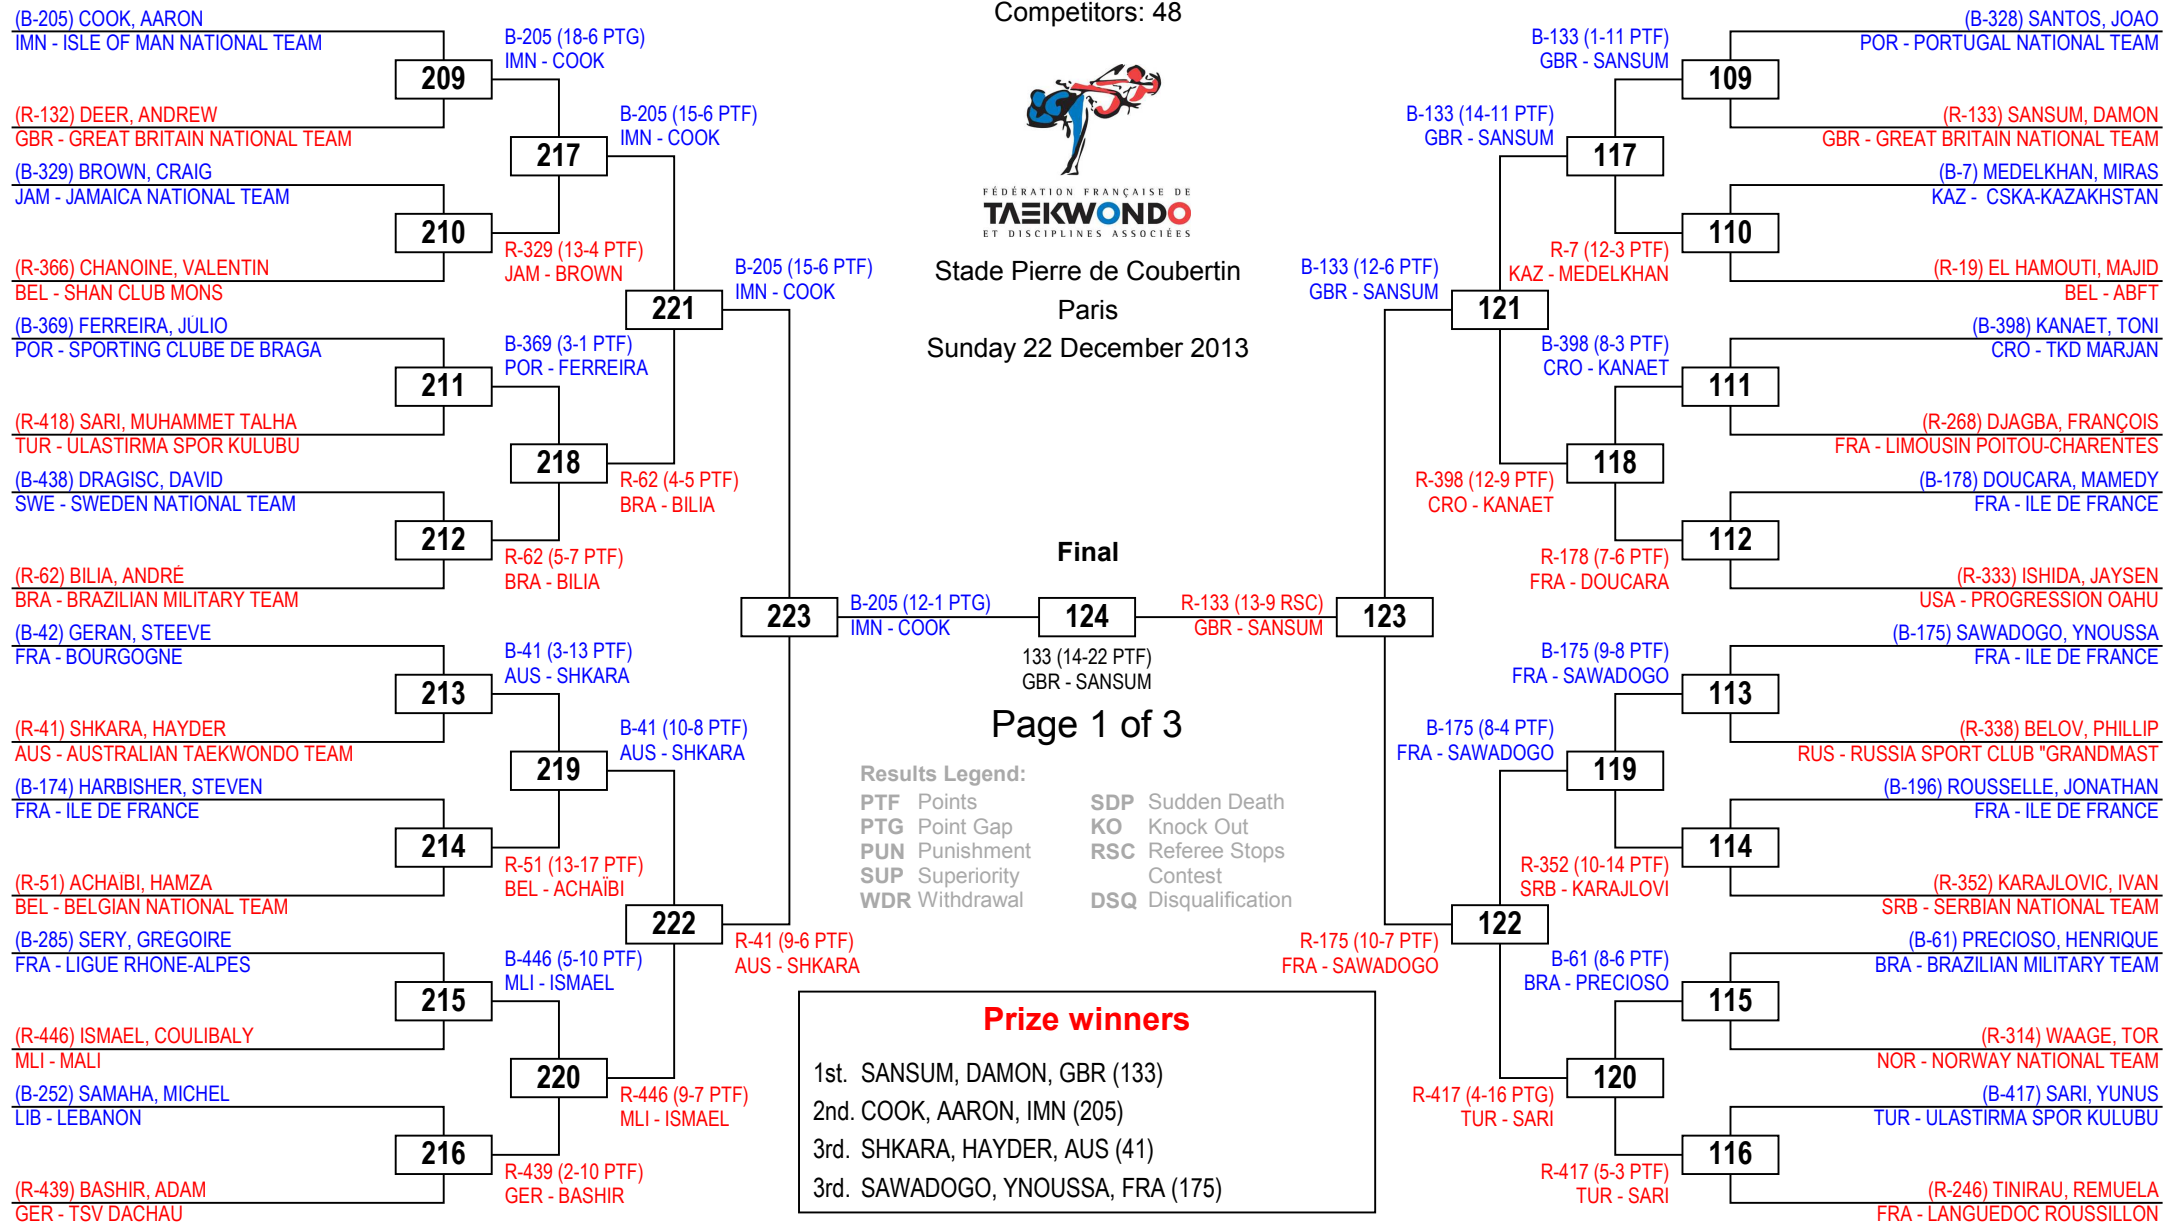 Competitors: 48
FÉDÉRATION FRANÇAISE DE
TAEKWONDO
ET DISCIPLINES ASSOCIÉES
Stade Pierre de Coubertin
Paris
Sunday 22 December 2013
(B-205) COOK, AARON
IMN - ISLE OF MAN NATIONAL TEAM
209
(R-132) DEER, ANDREW
GBR - GREAT BRITAIN NATIONAL TEAM
(B-329) BROWN, CRAIG
JAM - JAMAICA NATIONAL TEAM
210
(R-366) CHANOINE, VALENTIN
BEL - SHAN CLUB MONS
(B-369) FERREIRA, JÚLIO
POR - SPORTING CLUBE DE BRAGA
211
(R-418) SARI, MUHAMMET TALHA
TUR - ULASTIRMA SPOR KULUBU
(B-438) DRAGISC, DAVID
SWE - SWEDEN NATIONAL TEAM
212
(R-62) BILIA, ANDRÉ
BRA - BRAZILIAN MILITARY TEAM
(B-42) GERAN, STEEVE
FRA - BOURGOGNE
213
(R-41) SHKARA, HAYDER
AUS - AUSTRALIAN TAEKWONDO TEAM
(B-174) HARBISHER, STEVEN
FRA - ILE DE FRANCE
214
(R-51) ACHAÏBI, HAMZA
BEL - BELGIAN NATIONAL TEAM
(B-285) SERY, GRÉGOIRE
FRA - LIGUE RHONE-ALPES
215
(R-446) ISMAEL, COULIBALY
MLI - MALI
(B-252) SAMAHA, MICHEL
LIB - LEBANON
216
(R-439) BASHIR, ADAM
GER - TSV DACHAU
B-205 (18-6 PTG)
IMN - COOK
217
R-329 (13-4 PTF)
JAM - BROWN
B-369 (3-1 PTF)
POR - FERREIRA
218
R-62 (5-7 PTF)
BRA - BILIA
B-41 (3-13 PTF)
AUS - SHKARA
219
R-51 (13-17 PTF)
BEL - ACHAÏBI
B-446 (5-10 PTF)
MLI - ISMAEL
220
R-439 (2-10 PTF)
GER - BASHIR
B-205 (15-6 PTF)
IMN - COOK
221
R-62 (4-5 PTF)
BRA - BILIA
B-41 (10-8 PTF)
AUS - SHKARA
222
R-446 (9-7 PTF)
MLI - ISMAEL
B-205 (15-6 PTF)
IMN - COOK
223
R-41 (9-6 PTF)
AUS - SHKARA
B-205 (12-1 PTG)
IMN - COOK
Final
124
133 (14-22 PTF)
GBR - SANSUM
R-133 (13-9 RSC)
GBR - SANSUM
B-133 (12-6 PTF)
GBR - SANSUM
123
R-175 (10-7 PTF)
FRA - SAWADOGO
B-133 (14-11 PTF)
GBR - SANSUM
121
R-398 (12-9 PTF)
CRO - KANAET
B-175 (8-4 PTF)
FRA - SAWADOGO
122
R-417 (4-16 PTG)
TUR - SARI
B-133 (1-11 PTF)
GBR - SANSUM
117
R-7 (12-3 PTF)
KAZ - MEDELKHAN
B-398 (8-3 PTF)
CRO - KANAET
118
R-178 (7-6 PTF)
FRA - DOUCARA
B-175 (9-8 PTF)
FRA - SAWADOGO
119
R-352 (10-14 PTF)
SRB - KARAJLOVI
B-61 (8-6 PTF)
BRA - PRECIOSO
120
R-417 (5-3 PTF)
TUR - SARI
(B-328) SANTOS, JOAO
POR - PORTUGAL NATIONAL TEAM
109
(R-133) SANSUM, DAMON
GBR - GREAT BRITAIN NATIONAL TEAM
(B-7) MEDELKHAN, MIRAS
KAZ - CSKA-KAZAKHSTAN
110
(R-19) EL HAMOUTI, MAJID
BEL - ABFT
(B-398) KANAET, TONI
CRO - TKD MARJAN
111
(R-268) DJAGBA, FRANÇOIS
FRA - LIMOUSIN POITOU-CHARENTES
(B-178) DOUCARA, MAMEDY
FRA - ILE DE FRANCE
112
(R-333) ISHIDA, JAYSEN
USA - PROGRESSION OAHU
(B-175) SAWADOGO, YNOUSSA
FRA - ILE DE FRANCE
113
(R-338) BELOV, PHILLIP
RUS - RUSSIA SPORT CLUB "GRANDMAST
(B-196) ROUSSELLE, JONATHAN
FRA - ILE DE FRANCE
114
(R-352) KARAJLOVIC, IVAN
SRB - SERBIAN NATIONAL TEAM
(B-61) PRECIOSO, HENRIQUE
BRA - BRAZILIAN MILITARY TEAM
115
(R-314) WAAGE, TOR
NOR - NORWAY NATIONAL TEAM
(B-417) SARI, YUNUS
TUR - ULASTIRMA SPOR KULUBU
116
(R-246) TINIRAU, REMUELA
FRA - LANGUEDOC ROUSSILLON
Page 1 of 3
Results Legend:
PTF Points
PTG Point Gap
PUN Punishment
SUP Superiority
WDR Withdrawal
SDP Sudden Death
KO Knock Out
RSC Referee Stops
Contest
DSQ Disqualification
Prize winners
1st. SANSUM, DAMON, GBR (133)
2nd. COOK, AARON, IMN (205)
3rd. SHKARA, HAYDER, AUS (41)
3rd. SAWADOGO, YNOUSSA, FRA (175)